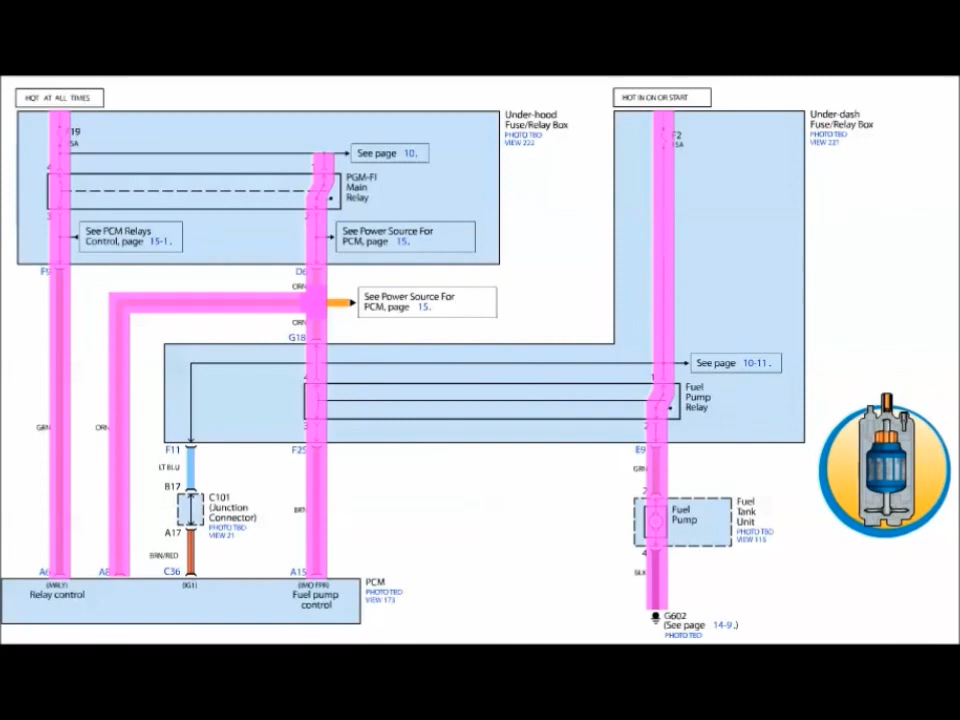 HOT AT ALL TIMES
HOT IN ON OR START
Under-hood
Fuse/Relay Box
PHOTO TBD
VIEW 222
Under-dash
Fuse/Relay Box
PHOTO TBD
VIEW 221
F2
See page 10.
PGM-FI
Main
Relay
See PCM Relays
Control, page 15-1.
See Power Source For
PCM, page 15.
F9
D6
ORN
See Power Source For
PCM, page 15.
ORN
G18
See page 10-11.
Fuel
Pump
Relay
GRN
ORN
F11
F25
E9
LT BLU
GRN
B17
C101
(Junction
Connector)
PHOTO TBD
VIEW 21
BRN
Fuel
Pump
Fuel
Tank
Unit
PHOTO TBD
VIEW 115
A17
BRN/RED
BLK
A6
A8
C36
A15
(MRLY)
Relay control
(IG1)
(IMO FPR)
Fuel pump
control
PCM
PHOTO TBD
VIEW 173
G602
(See page 14-9.)
PHOTO TBD